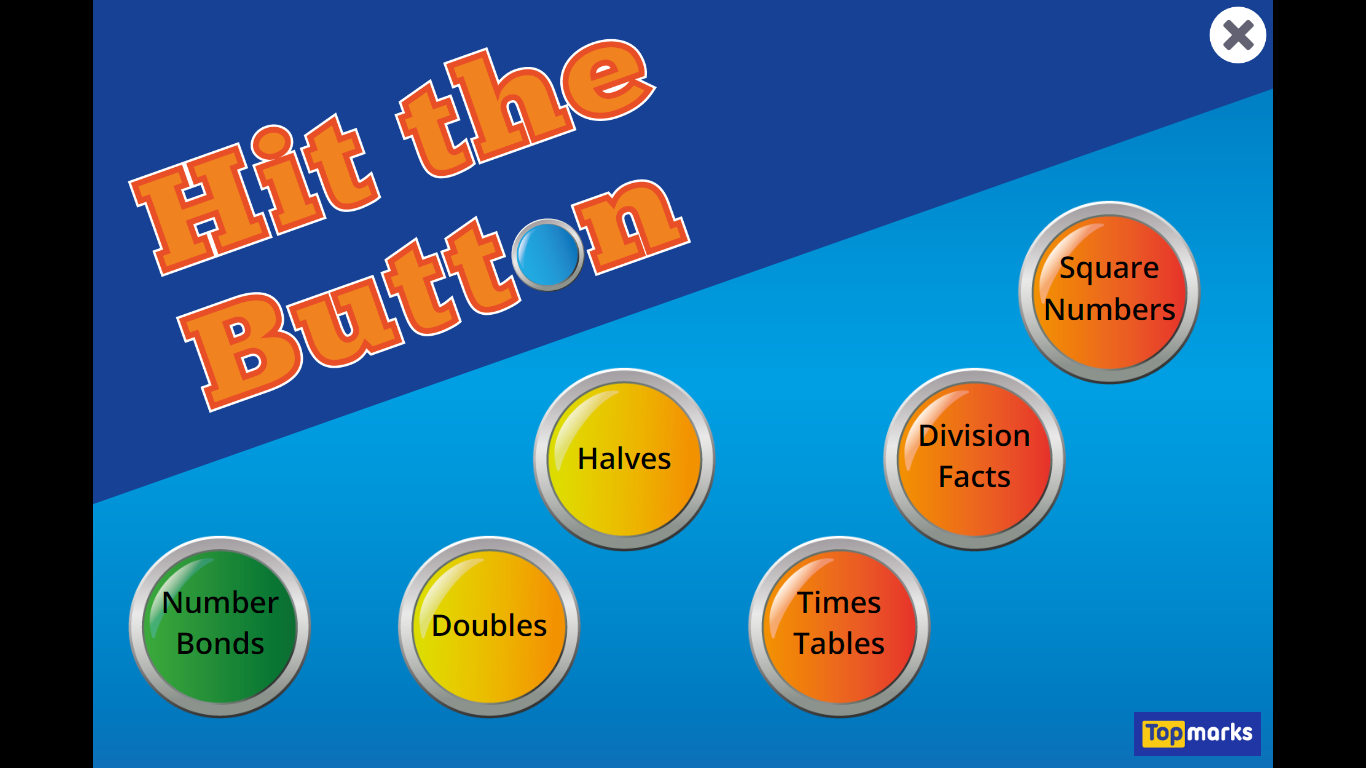 Hit the
Button
Square
Numbers
Halves
Division
Facts
Number
Bonds
Doubles
Times
Tables
Topmarks